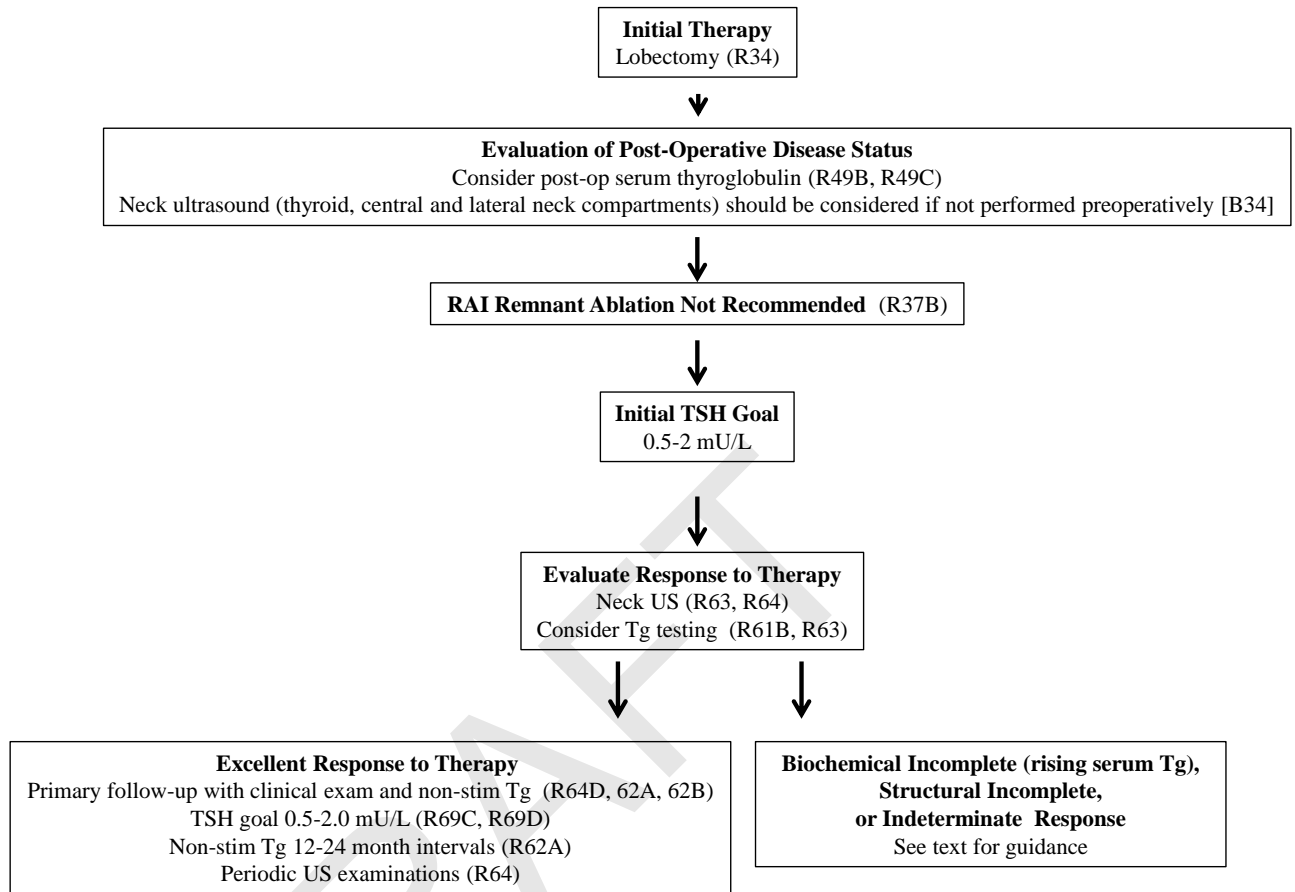 Initial Therapy
Lobectomy (R34)
Evaluation of Post-Operative Disease Status
Consider post-op serum thyroglobulin (R49B, R49C)
Neck ultrasound (thyroid, central and lateral neck compartments) should be considered if not performed preoperatively [B34]
RAI Remnant Ablation Not Recommended (R37B)
Initial TSH Goal
0.5-2 mU/L
Evaluate Response to Therapy
Neck US (R63, R64)
Consider Tg testing (R61B, R63)
Excellent Response to Therapy
Primary follow-up with clinical exam and non-stim Tg (R64D, 62A, 62B)
TSH goal 0.5-2.0 mU/L (R69C, R69D)
Non-stim Tg 12-24 month intervals (R62A)
Periodic US examinations (R64)
Biochemical Incomplete (rising serum Tg),
Structural Incomplete,
or Indeterminate Response
See text for guidance